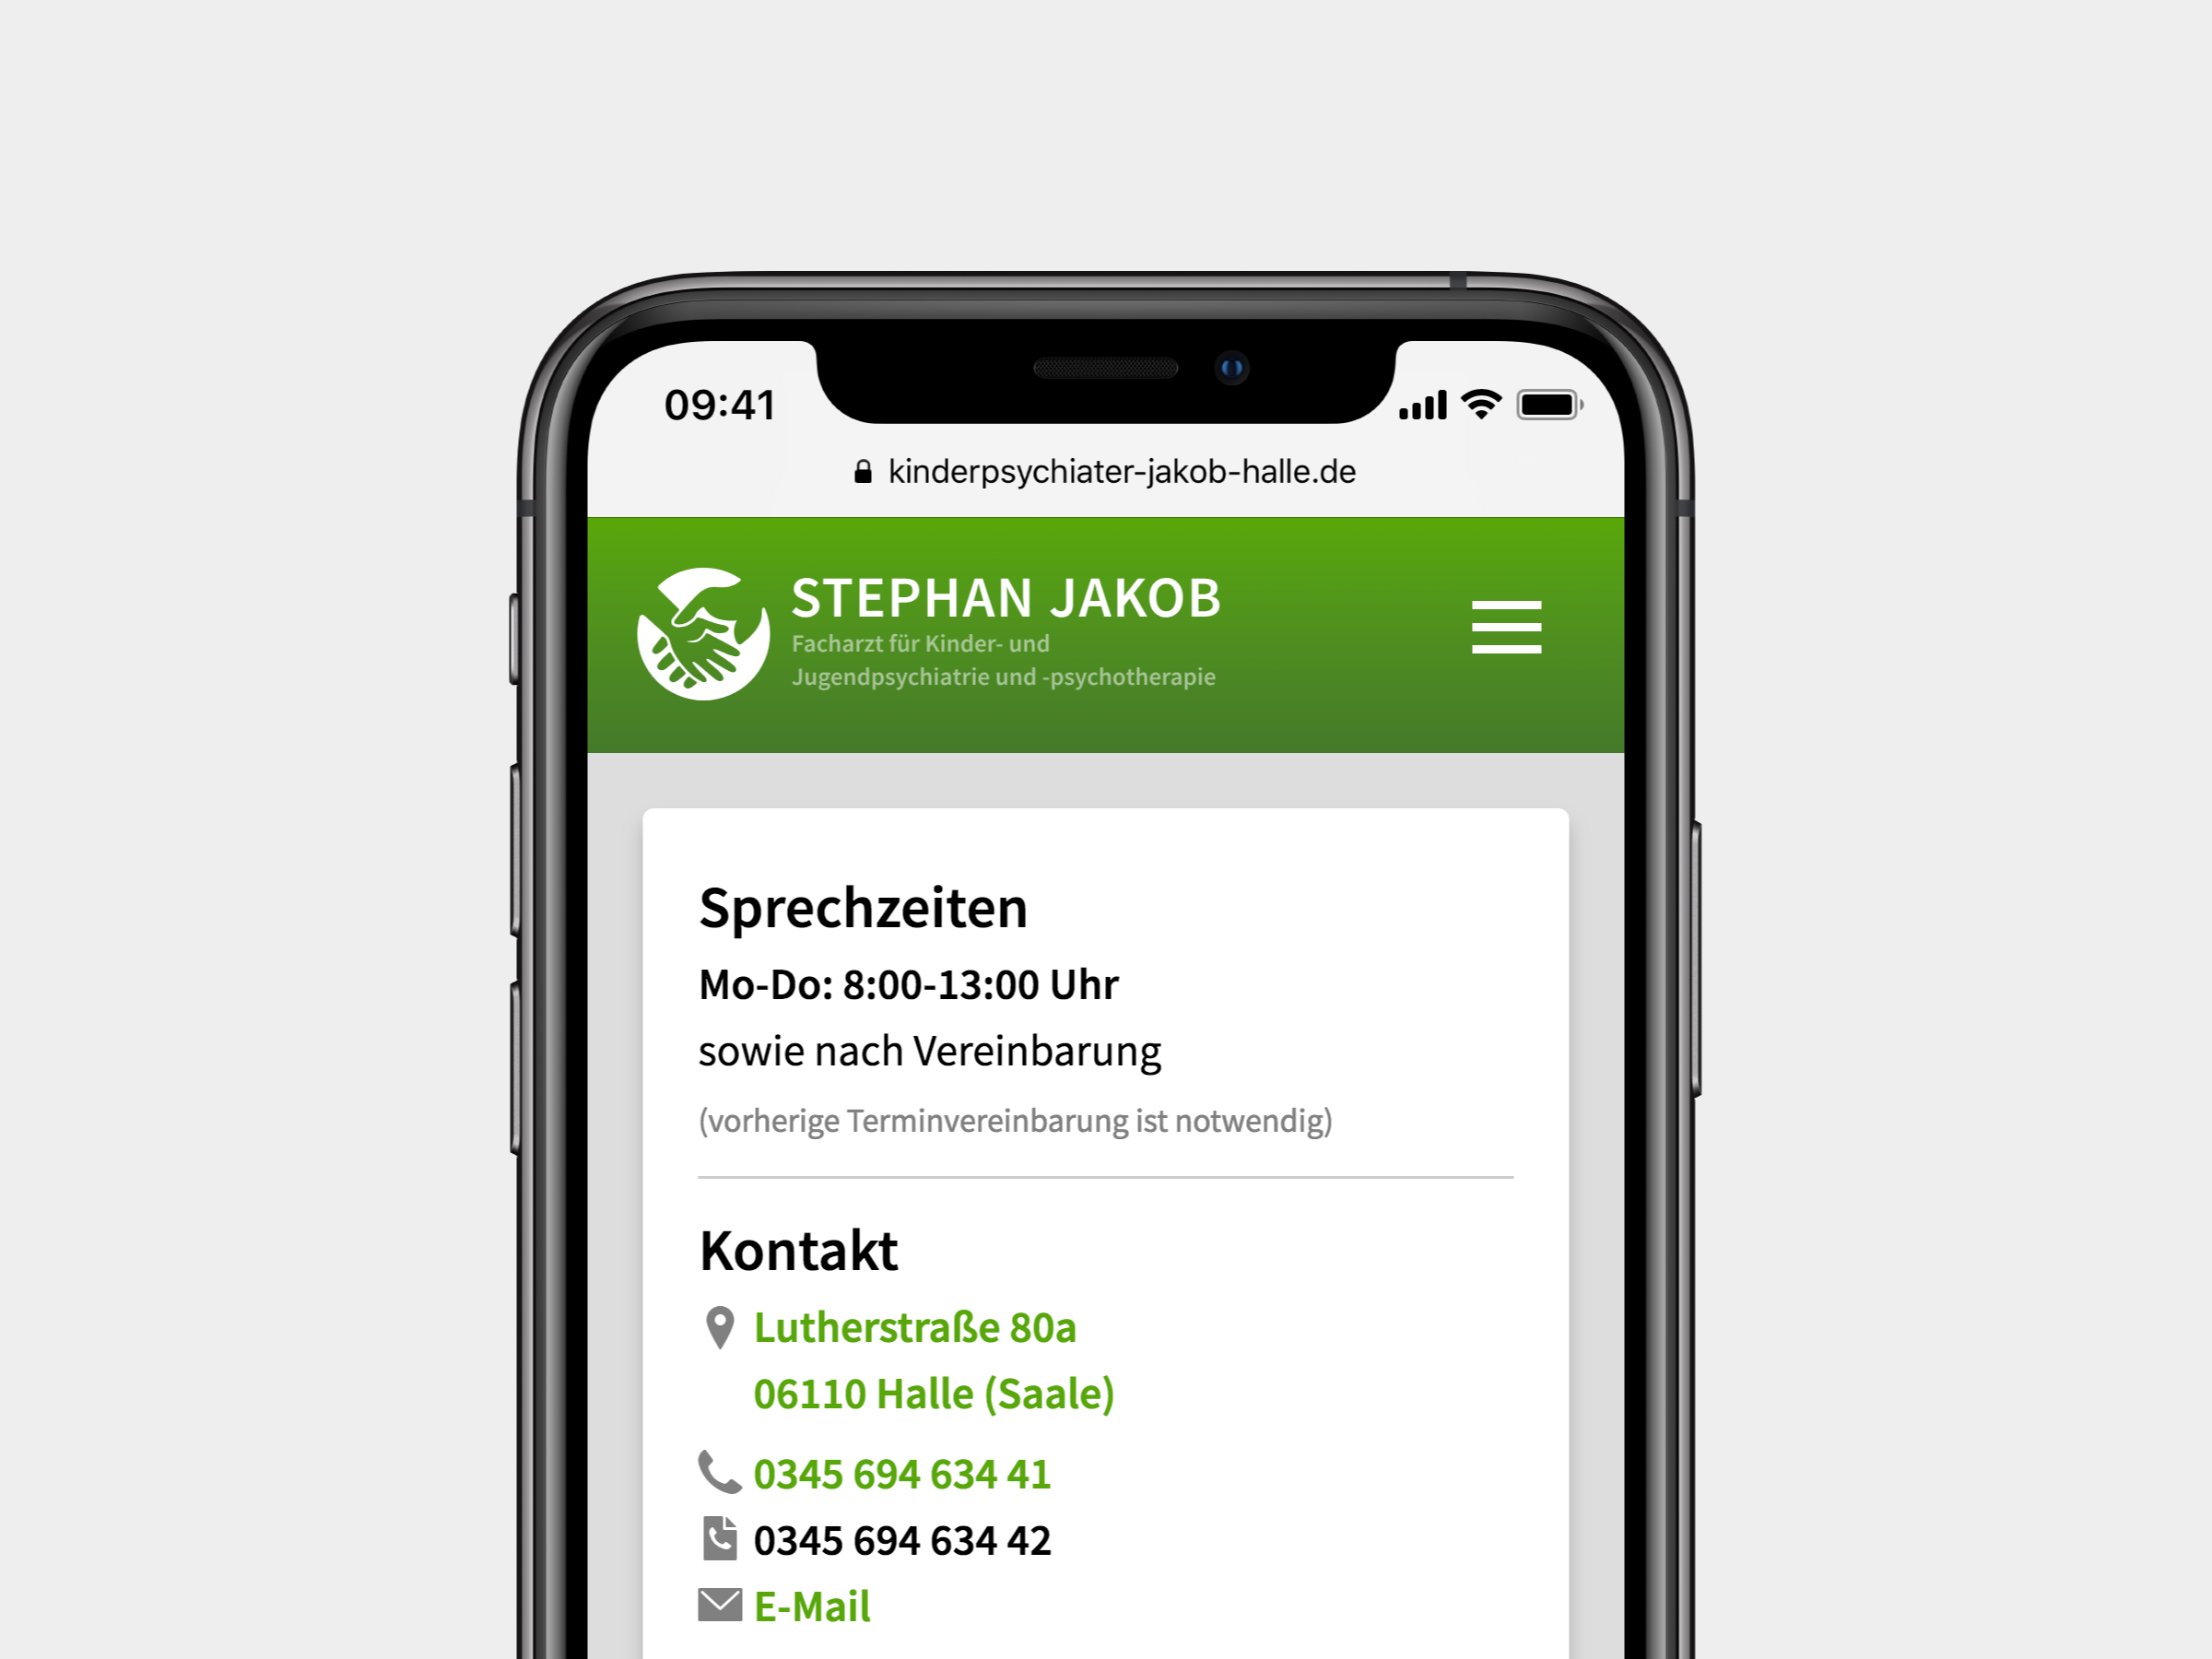 09:41
kinderpsychiater-jakob-halle.de
STEPHAN JAKOB
Facharzt für Kinder- und
Jugendpsychiatrie und -psychotherapie
Sprechzeiten
Mo-Do: 8:00-13:00 Uhr
sowie nach Vereinbarung
(vorherige Terminvereinbarung ist notwendig)
Kontakt
Lutherstraße 80a
06110 Halle (Saale)
0345 694 634 41
0345 694 634 42
E-Mail